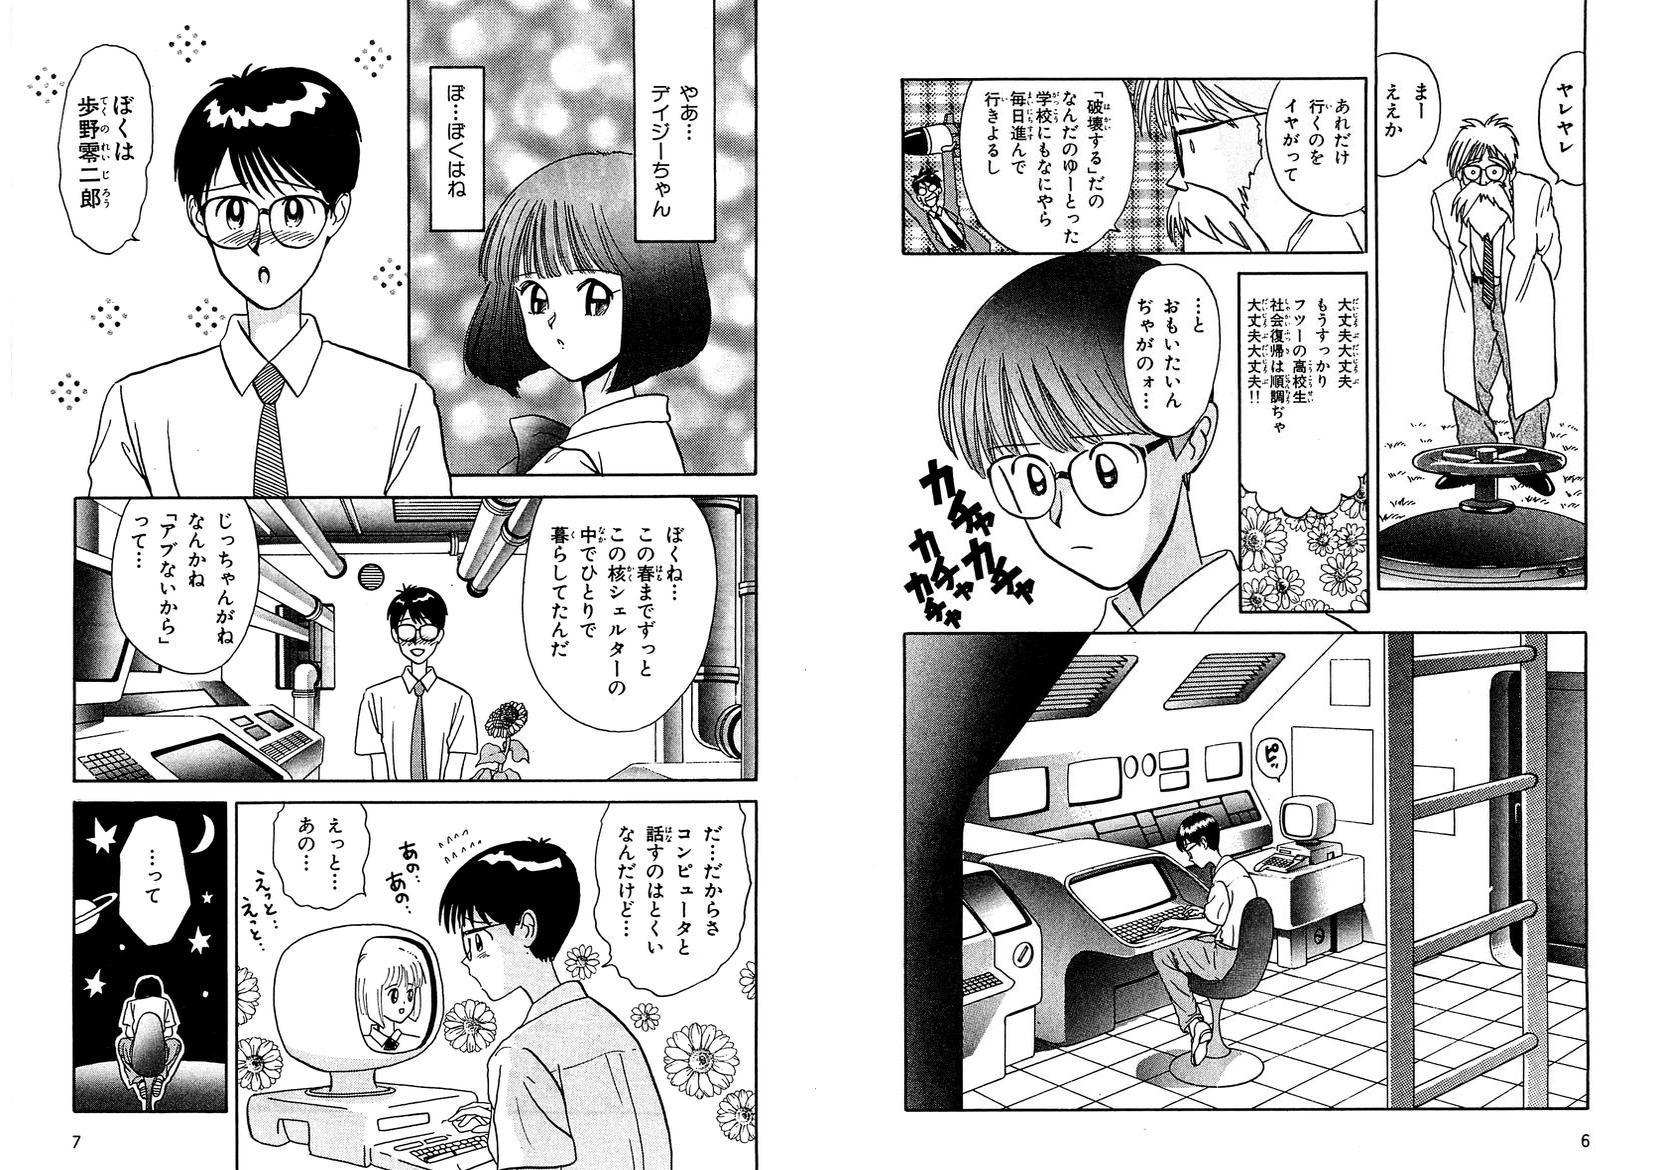 ヤレヤレ
まー
ええか
あれだけ
行くのを
イヤがって
「破壊する」だの
なんだのゆーとった
学校にもなにやら
毎日進んで
行きよるし
大丈夫大丈夫
もうすっかり
フツーの高校生
社会復帰は順調ぢゃ
大丈夫大丈夫!!
…と
おもいたいん
ぢゃがのォ…
カチャ
カチャ
カチャ
カチャ
ピッ
6
やあ…
デイジーちゃん
ぼ…ぼくはね
ぼくは
歩野零二郎
ぼくね…
この春までずっと
この核シェルターの
中でひとりで
暮らしてたんだ
じっちゃんがね
なんかね
「アブないから」
って…
だ…だからさ
コンピュータと
話すのはとくい
なんだけど…
えっと…
あの…
あの…
あの…
えっと…
えっと…
…って
7